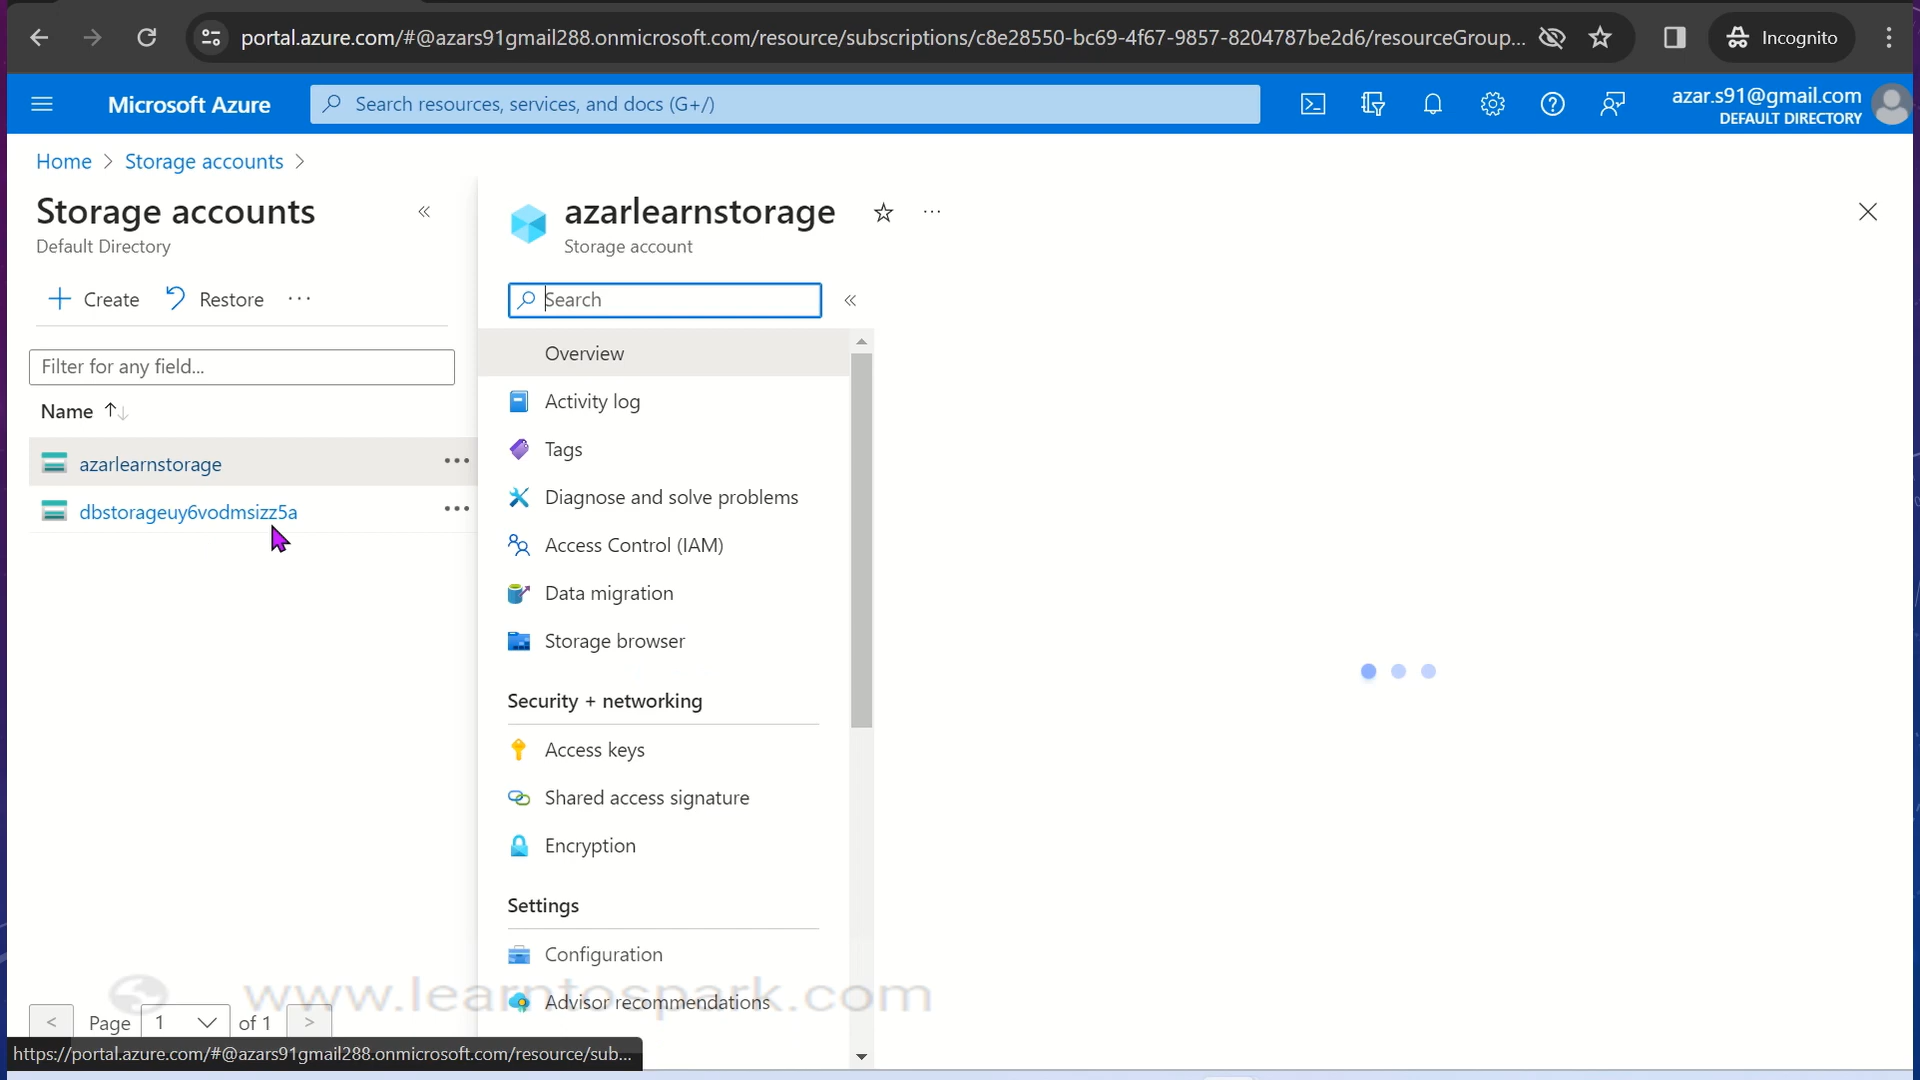 portal.azure.com/#@azars91gmail288.onmicrosoft.com/resource/subscriptions/c8e28550-bc69-4f67-9857-8204787be2d6/resourceGroup...
Incognito
Microsoft Azure
Search resources, services, and docs (G+/)
azar.s91@gmail.com
DEFAULT DIRECTORY
Home > Storage accounts >
Storage accounts
Default Directory
Create
Restore
Filter for any field...
Name
azarlearnstorage
dbstorageuy6vodmsizz5a
< Page 1 of 1 >
azarlearnstorage
Storage account
Search
Overview
Activity log
Tags
Diagnose and solve problems
Access Control (IAM)
Data migration
Storage browser
Security + networking
Access keys
Shared access signature
Encryption
Settings
Configuration
Advisor recommendations
www.learntospark.com
https://portal.azure.com/#@azars91gmail288.onmicrosoft.com/resource/sub...